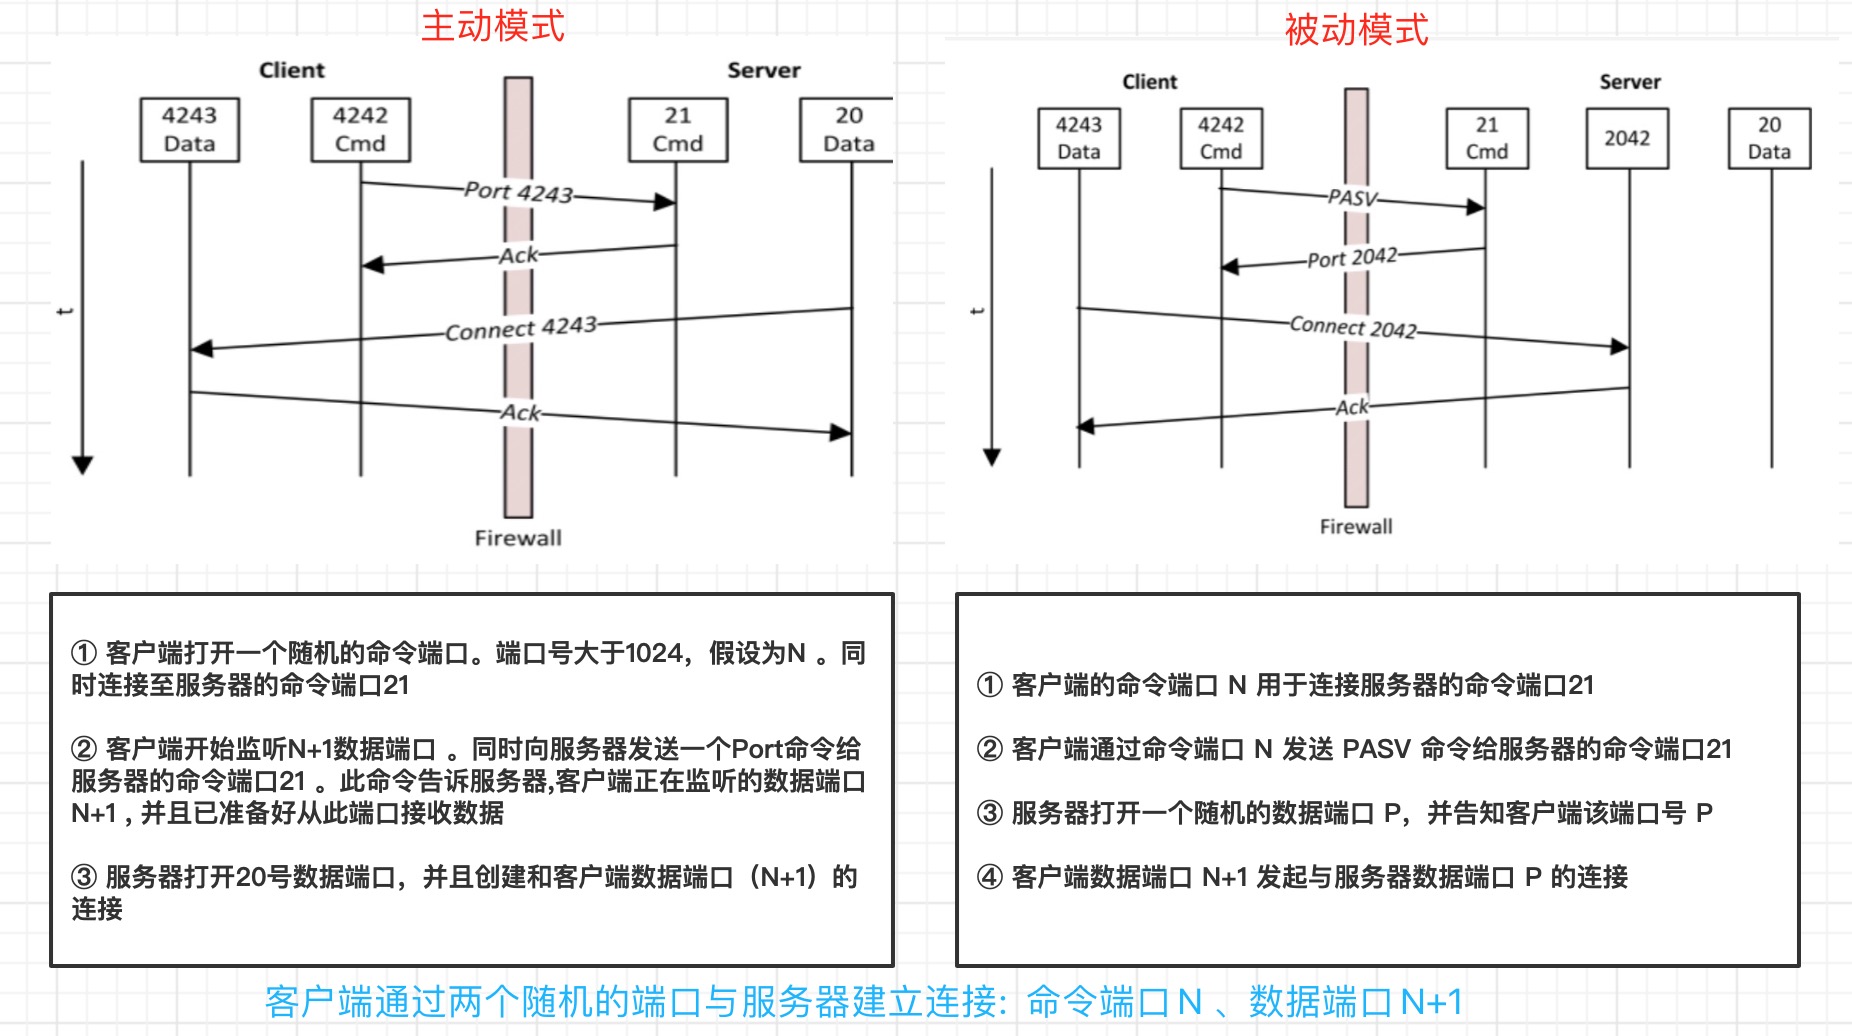 主动模式
Client
Server
4243
Data
4242
Cmd
21
Cmd
20
Data
Port 4243
Ack
Connect 4243
Ack
t
Firewall
被动模式
Client
Server
4243
Data
4242
Cmd
21
Cmd
2042
20
Data
PASV
Port 2042
Connect 2042
Ack
t
Firewall
① 客户端打开一个随机的命令端口。端口号大于1024，假设为N 。同
时连接至服务器的命令端口21
② 客户端开始监听N+1数据端口 。同时向服务器发送一个Port命令给
服务器的命令端口21 。此命令告诉服务器,客户端正在监听的数据端口
N+1 , 并且已准备好从此端口接收数据
③ 服务器打开20号数据端口，并且创建和客户端数据端口（N+1）的
连接
① 客户端的命令端口 N 用于连接服务器的命令端口21
② 客户端通过命令端口 N 发送 PASV 命令给服务器的命令端口21
③ 服务器打开一个随机的数据端口 P，并告知客户端该端口号 P
④ 客户端数据端口 N+1 发起与服务器数据端口 P 的连接
客户端通过两个随机的端口与服务器建立连接: 命令端口 N 、数据端口 N+1